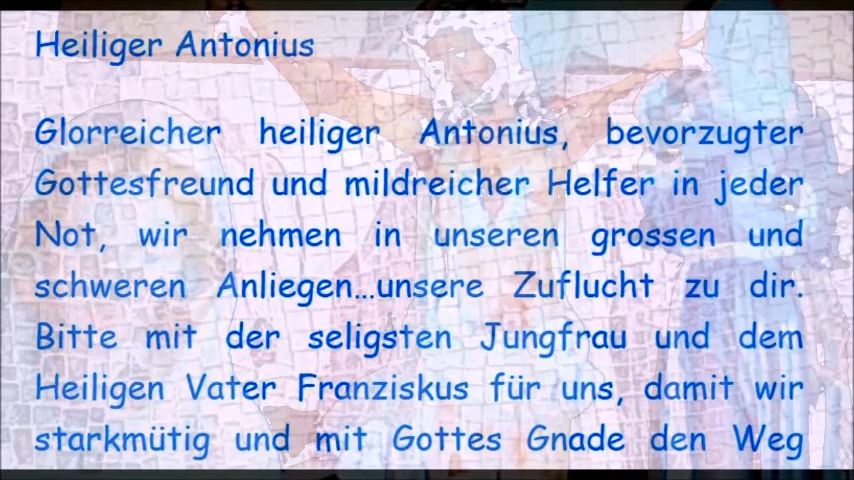 Heiliger Antonius
Glorreicher heiliger Antonius, bevorzugter
Gottesfreund und mildreicher Helfer in jeder
Not, wir nehmen in unseren grossen und
schweren Anliegen...unsere Zuflucht zu dir.
Bitte mit der seligsten Jungfrau und dem
Heiligen Vater Franziskus für uns, damit wir
starkmütig und mit Gottes Gnade den Weg